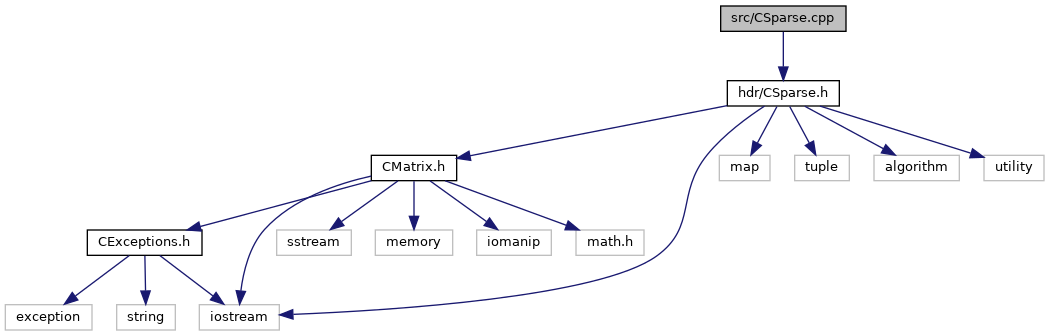 src/CSparse.cpp
hdr/CSparse.h
CMatrix.h
map
tuple
algorithm
utility
CExceptions.h
sstream
memory
iomanip
math.h
exception
string
iostream